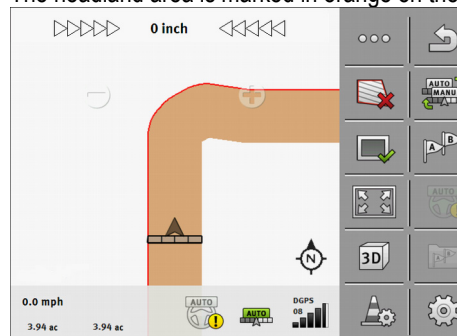 The headland area is marked in orange on the
0 inch
AUTO
MANU
A B
N
3D
0.0 mph
3.94 ac 3.94 ac
AUTO
AUTO
DGPS
08
AUTO